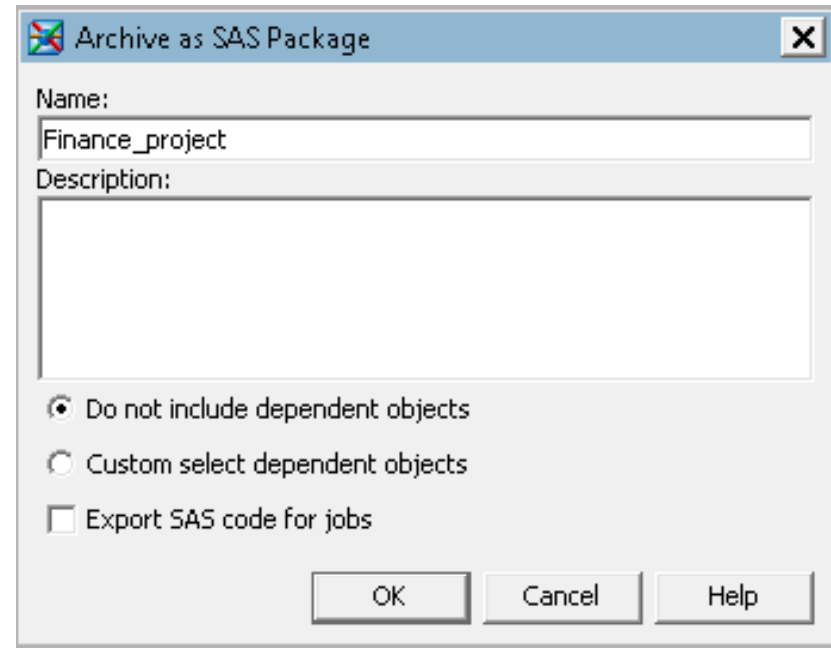 Archive as SAS Package
Name:
Finance_project
Description:
Do not include dependent objects
Custom select dependent objects
Export SAS code for jobs
OK Cancel Help